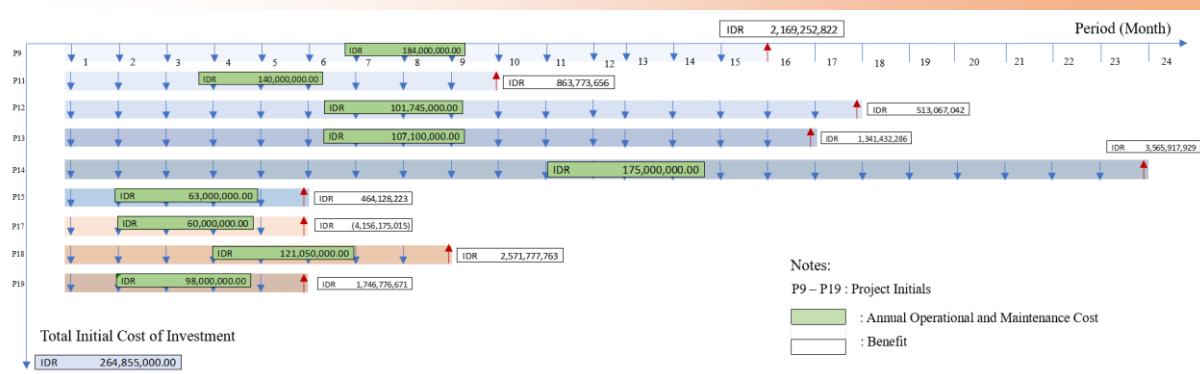 IDR 2,169,252,822
Period (Month)
P9 IDR 184,000,000.00
1 2 3 4 5 6 7 8 9 10 11 12 13 14 15 16 17 18 19 20 21 22 23 24
P11 IDR 140,000,000.00 IDR 863,773,656
P12 IDR 101,745,000.00 IDR 513,067,042
P13 IDR 107,100,000.00 IDR 1,341,432,286
IDR 3,565,917,929
P14 IDR 175,000,000.00
P15 IDR 63,000,000.00 IDR 464,128,223
P17 IDR 60,000,000.00 IDR (4,156,175,015)
P18 IDR 121,050,000.00 IDR 2,571,777,763
P19 IDR 98,000,000.00 IDR 1,746,776,671
Notes:
P9 – P19 : Project Initials
: Annual Operational and Maintenance Cost
: Benefit
Total Initial Cost of Investment
IDR 264,855,000.00